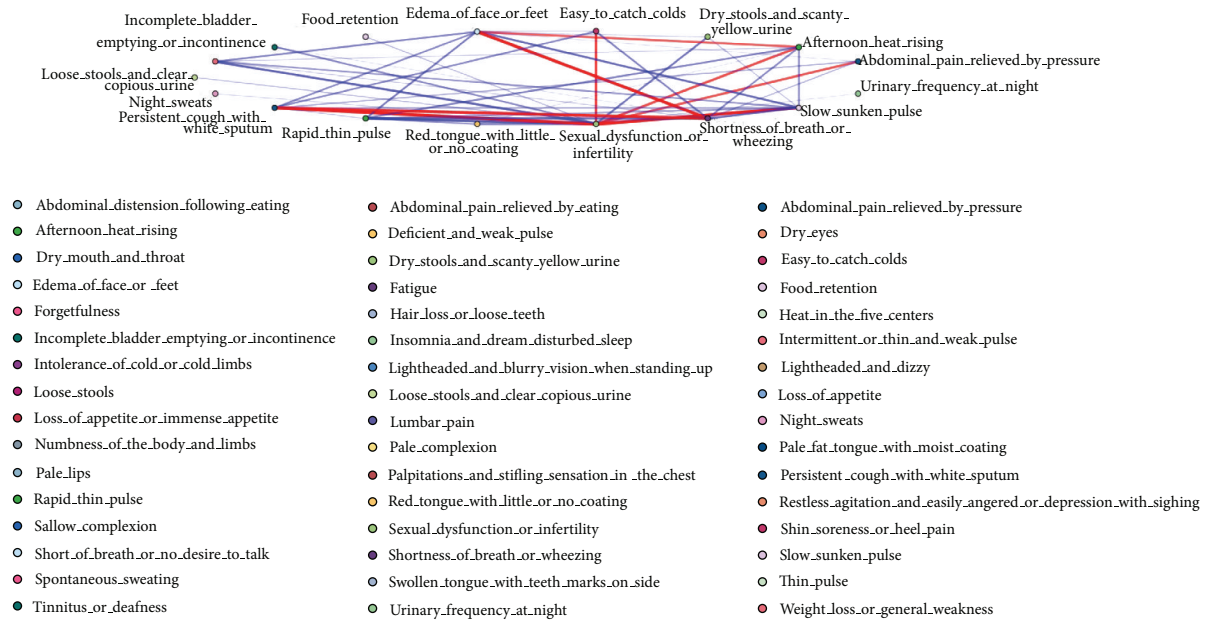 Incomplete_bladder_
emptying_or_incontinence
Food_retention
Edema_of_face_or_feet
Easy_to_catch_colds
Dry_stools_and_scanty_
yellow_urine
Afternoon_heat_rising
Abdominal_pain_relieved_by_pressure
Loose_stools_and_clear_
copious_urine
Night_sweats
Urinary_frequency_at_night
Persistent_cough_with_
white_sputum
Rapid_thin_pulse
Red_tongue_with_little_
or_no_coating
Sexual_dysfunction_or_
infertility
Shortness_of_breath_or_
wheezing
Slow_sunken_pulse
Abdominal_distension_following_eating
Afternoon_heat_rising
Dry_mouth_and_throat
Edema_of_face_or _feet
Forgetfulness
Incomplete_bladder_emptying_or_incontinence
Intolerance_of_cold_or_cold_limbs
Loose_stools
Loss_of_appetite_or_immense_appetite
Numbness_of_the_body_and_limbs
Pale_lips
Rapid_thin_pulse
Sallow_complexion
Short_of_breath_or_no_desire_to_talk
Spontaneous_sweating
Tinnitus_or_deafness
Abdominal_pain_relieved_by_eating
Deficient_and_weak_pulse
Dry_stools_and_scanty_yellow_urine
Fatigue
Hair_loss_or_loose_teeth
Insomnia_and_dream_disturbed_sleep
Lightheaded_and_blurry_vision_when_standing_up
Loose_stools_and_clear_copious_urine
Lumbar_pain
Pale_complexion
Palpitations_and_stifling_sensation_in _the_chest
Red_tongue_with_little_or_no_coating
Sexual_dysfunction_or_infertility
Shortness_of_breath_or_wheezing
Swollen_tongue_with_teeth_marks_on_side
Urinary_frequency_at_night
Abdominal_pain_relieved_by_pressure
Dry_eyes
Easy_to_catch_colds
Food_retention
Heat_in_the_five_centers
Intermittent_or_thin_and_weak_pulse
Lightheaded_and_dizzy
Loss_of_appetite
Night_sweats
Pale_fat_tongue_with_moist_coating
Persistent_cough_with_white_sputum
Restless_agitation_and_easily_angered_or_depression_with_sighing
Shin_soreness_or_heel_pain
Slow_sunken_pulse
Thin_pulse
Weight_loss_or_general_weakness